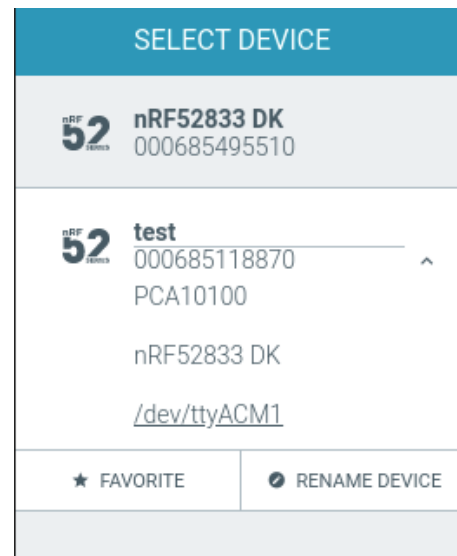 SELECT DEVICE
nRF
52
SERIES
nRF52833 DK
000685495510
nRF
52
SERIES
test
000685118870
PCA10100
nRF52833 DK
/dev/ttyACM1
FAVORITE
RENAME DEVICE